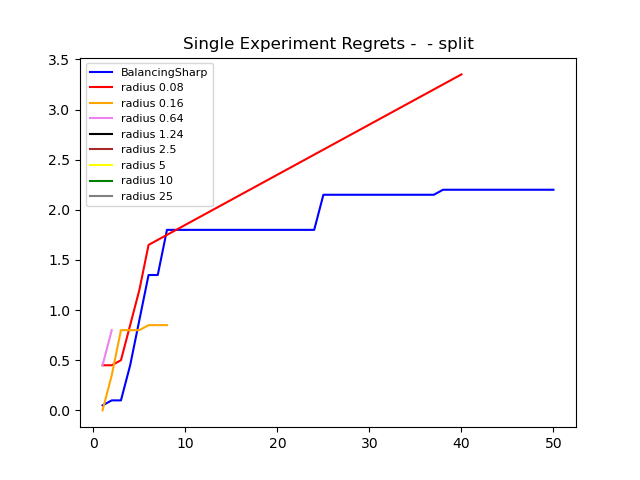 Single Experiment Regrets -  - split
3.5
3.0
2.5
2.0
1.5
1.0
0.5
0.0
BalancingSharp
radius 0.08
radius 0.16
radius 0.64
radius 1.24
radius 2.5
radius 5
radius 10
radius 25
0 10 20 30 40 50